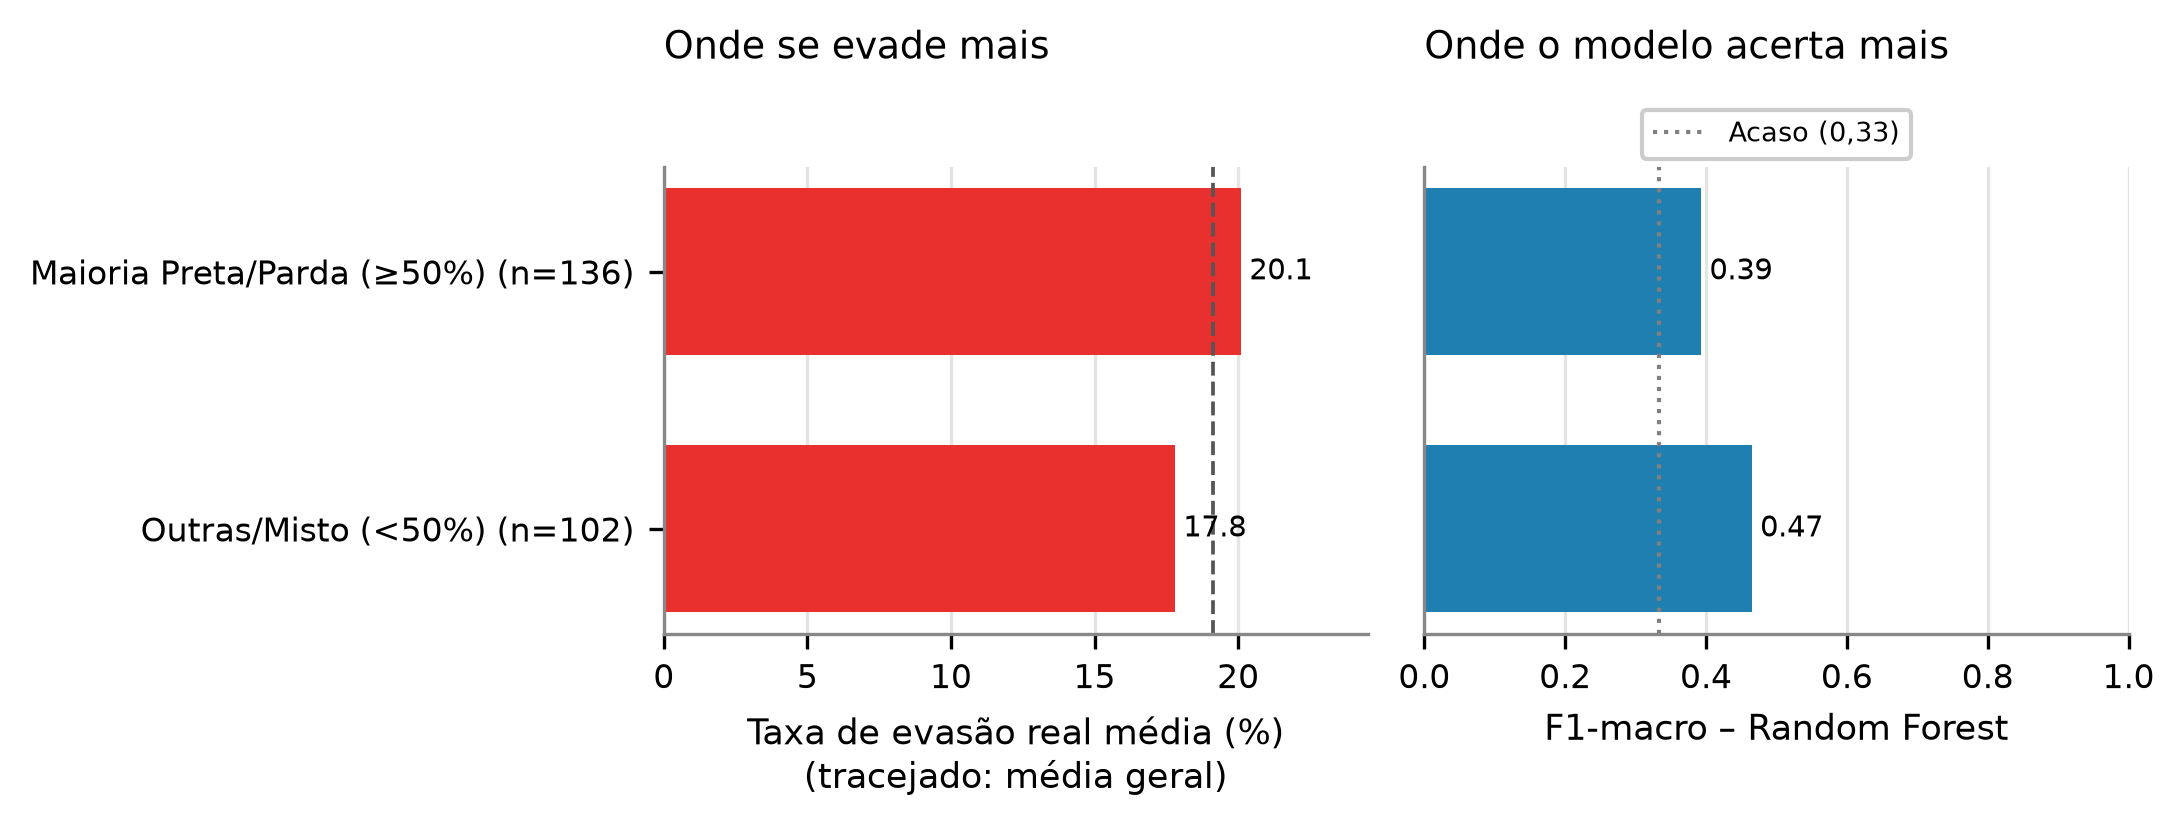 Onde se evade mais
Onde o modelo acerta mais
Acaso (0,33)
Maioria Preta/Parda (≥50%) (n=136)
20.1
0.39
Outras/Misto (<50%) (n=102)
17.8
0.47
0 5 10 15 20
0.0 0.2 0.4 0.6 0.8 1.0
Taxa de evasão real média (%)
(tracejado: média geral)
F1-macro – Random Forest